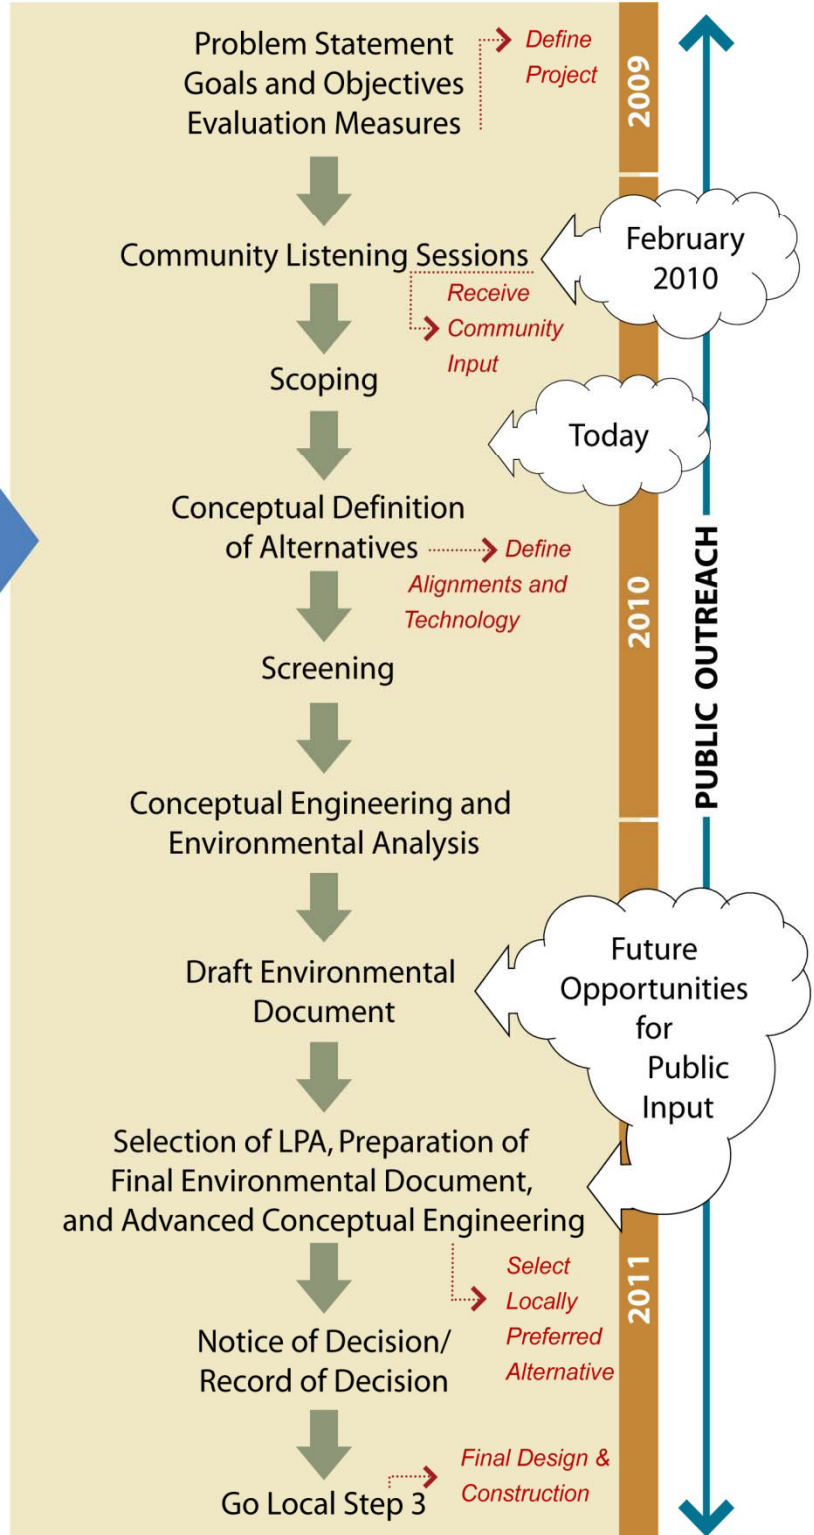 Problem Statement
Goals and Objectives
Evaluation Measures
Define
Project
2009
Community Listening Sessions
February
2010
Receive
Community
Input
Scoping
Today
Conceptual Definition
of Alternatives
Define
Alignments and
Technology
2010
PUBLIC OUTREACH
Screening
Conceptual Engineering and
Environmental Analysis
Draft Environmental
Document
Future
Opportunities
for
Public
Input
Selection of LPA, Preparation of
Final Environmental Document,
and Advanced Conceptual Engineering
Select
Locally
Preferred
Alternative
2011
Notice of Decision/
Record of Decision
Go Local Step 3
Final Design &
Construction